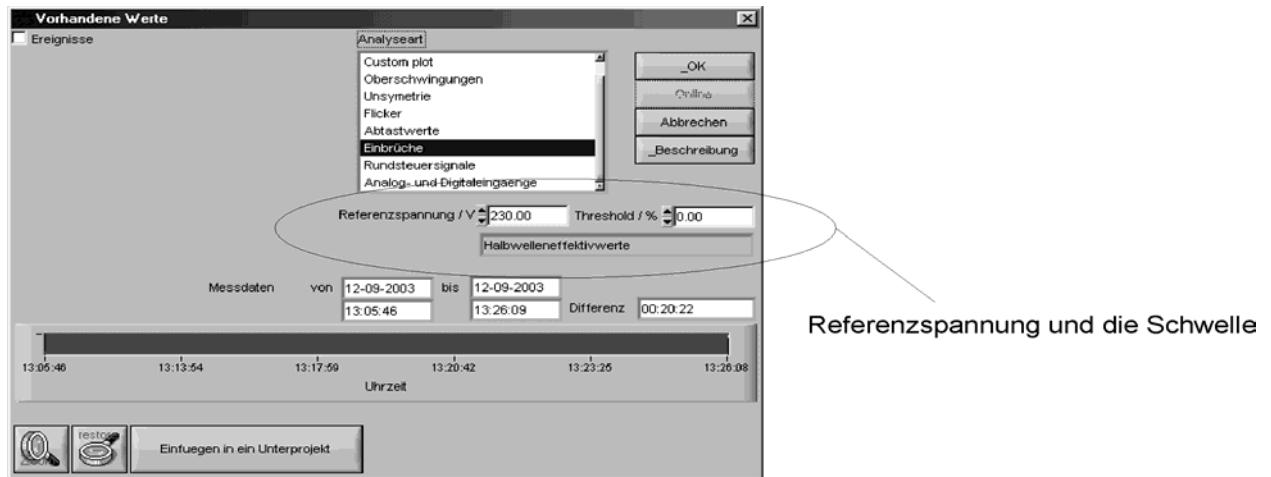 Vorhandene Werte
Ereignisse
Analyseart
Custom plot
Oberschwingungen
Unsymetrie
Flicker
Abtastwerte
Einbrüche
Rundsteuersignale
Analog- und Digitaleingaenge
_OK
Online
Abbrechen
_Beschreibung
Referenzspannung / V 230.00 Threshold / % 0.00
Halbwelleneffektivwerte
Messdaten von 12-09-2003 bis 12-09-2003
13:05:46 13:26:09 Differenz 00:20:22
Referenzspannung und die Schwelle
13:05:46 13:13:54 13:17:59 13:20:42 13:23:25 13:26:08
Uhrzeit
restore
Einfuegen in ein Unterprojekt